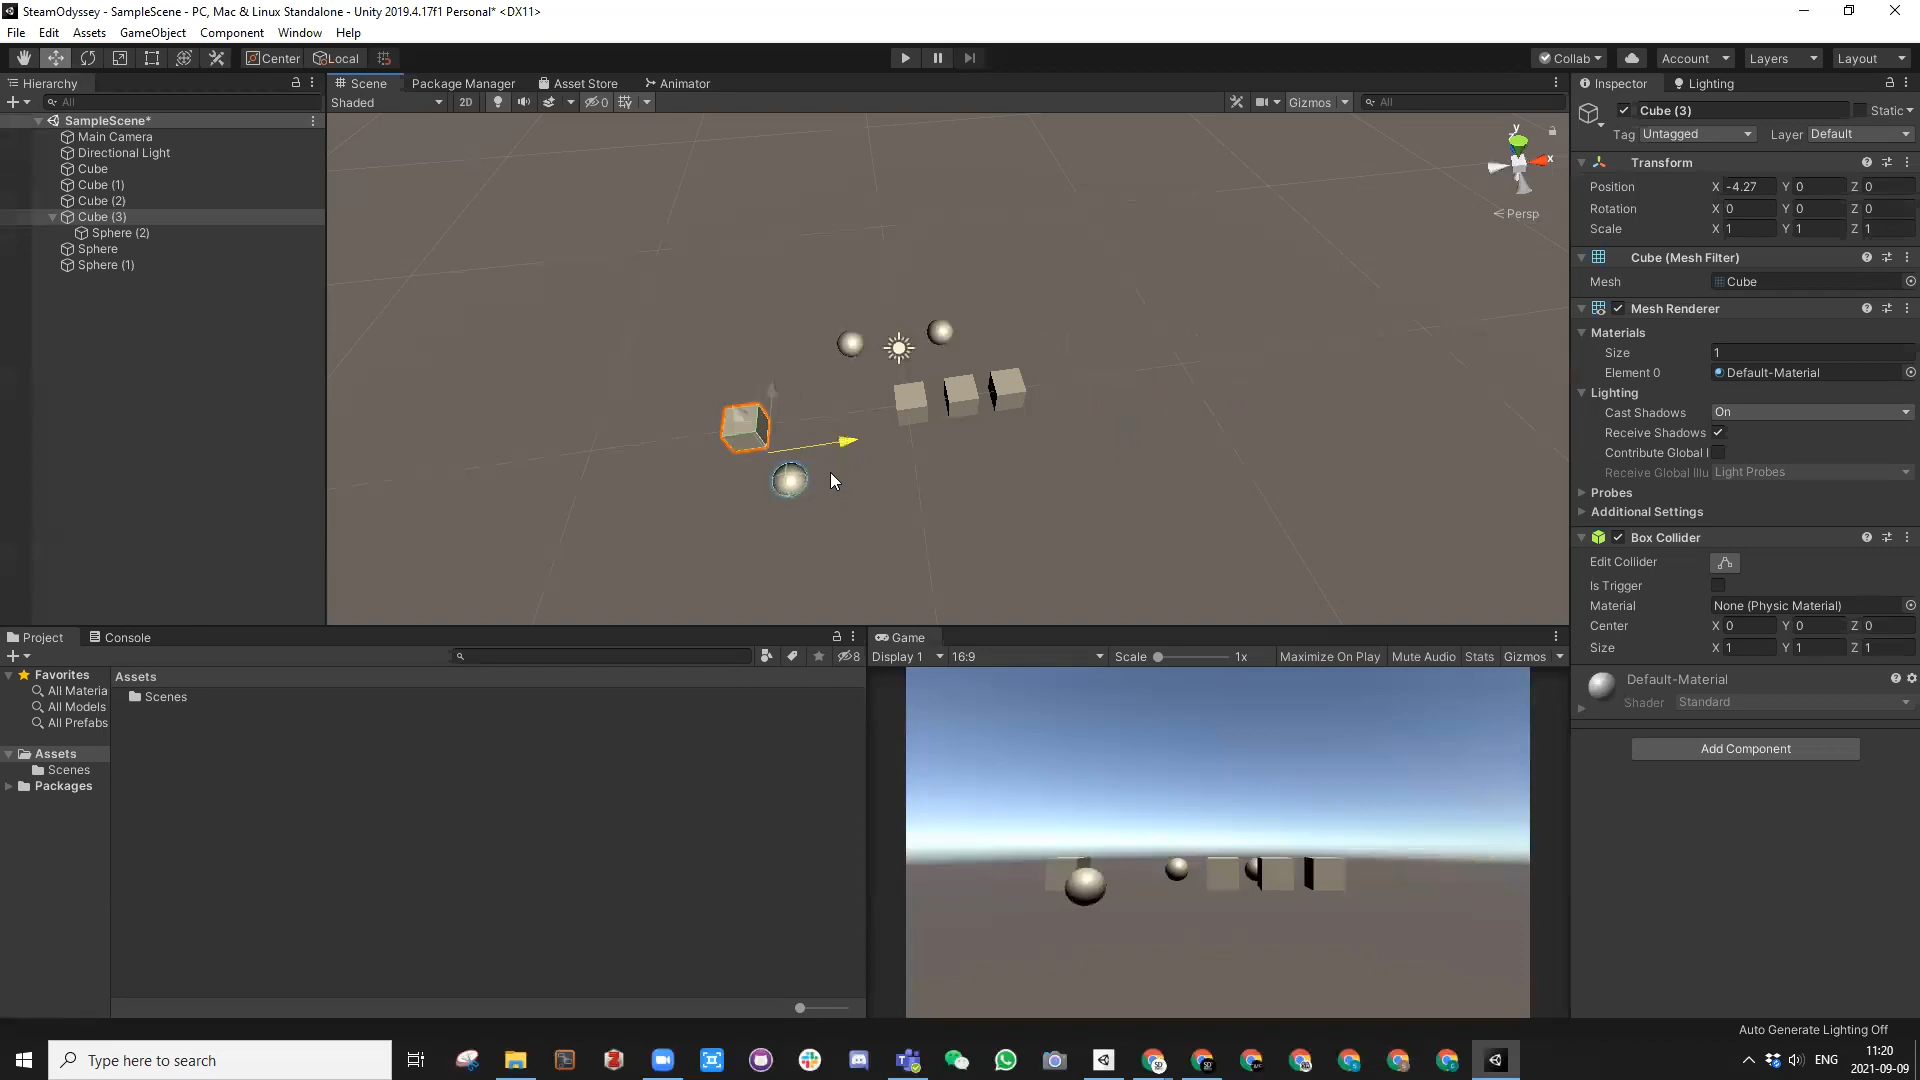 SteamOdyssey - SampleScene - PC, Mac & Linux Standalone - Unity 2019.4.17f1 Personal* <DX11>
File Edit Assets GameObject Component Window Help
Center Local Collab Account Layers Layout
Hierarchy
All
SampleScene*
Main Camera
Directional Light
Cube
Cube (1)
Cube (2)
Cube (3)
Sphere (2)
Sphere
Sphere (1)
Scene Package Manager Asset Store Animator
Shaded 2D 0 Gizmos All
y
x
Persp
Inspector Lighting
Cube (3) Static
Tag Untagged Layer Default
Transform
Position X -4.27 Y 0 Z 0
Rotation X 0 Y 0 Z 0
Scale X 1 Y 1 Z 1
Cube (Mesh Filter)
Mesh Cube
Mesh Renderer
Materials
Size 1
Element 0 Default-Material
Lighting
Cast Shadows On
Receive Shadows
Contribute Global I
Receive Global Illu Light Probes
Probes
Additional Settings
Box Collider
Edit Collider
Is Trigger
Material None (Physic Material)
Center X 0 Y 0 Z 0
Size X 1 Y 1 Z 1
Default-Material
Shader Standard
Add Component
Project Console
8
Favorites
All Materia
All Models
All Prefabs
Assets
Scenes
Packages
Assets
Scenes
Game
Display 1 16:9 Scale 1x Maximize On Play Mute Audio Stats Gizmos
Auto Generate Lighting Off
Type here to search
ENG
11:20
2021-09-09